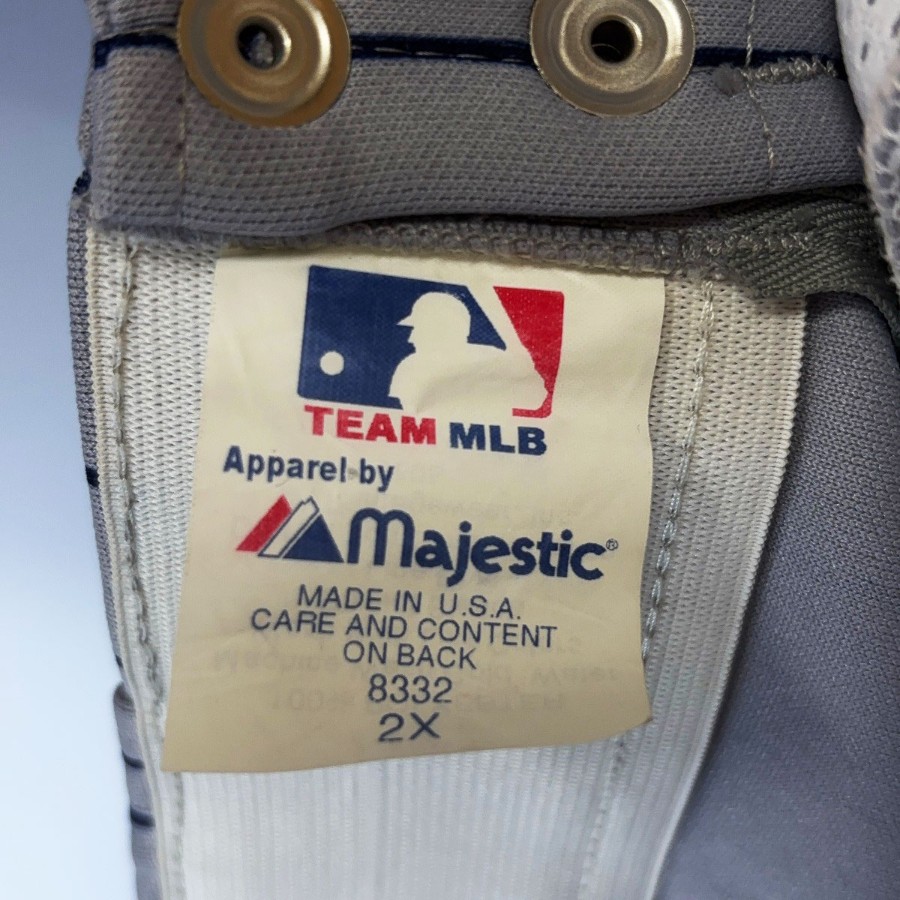 TEAM MLB
Apparel by
Majestic®
MADE IN U.S.A.
CARE AND CONTENT
ON BACK
8332
2X